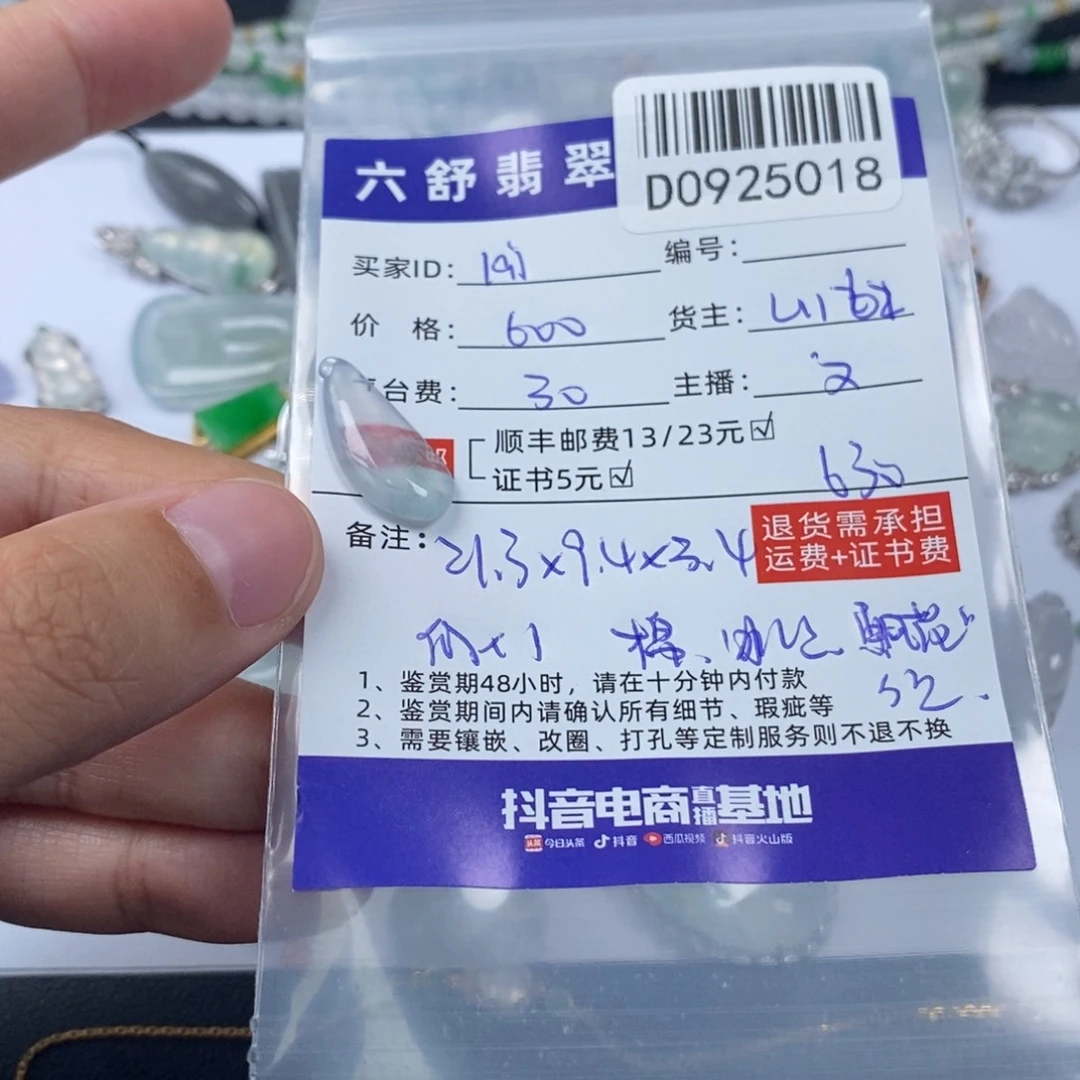 六舒翡翠
D0925018
买家ID:
编号:
价 格: 600
货主:
台费: 30
主播: 文
顺丰邮费13/23元☑
证书5元☑
630
备注: 21.3×9.4×3.4
退货需承担
运费+证书费
棉、
1、鉴赏期48小时，请在十分钟内付款
2、鉴赏期间内请确认所有细节、瑕疵等
3、需要镶嵌、改圈、打孔等定制服务则不退不换
抖音电商直播基地
头条 今日头条 抖音 西瓜视频 抖音火山版